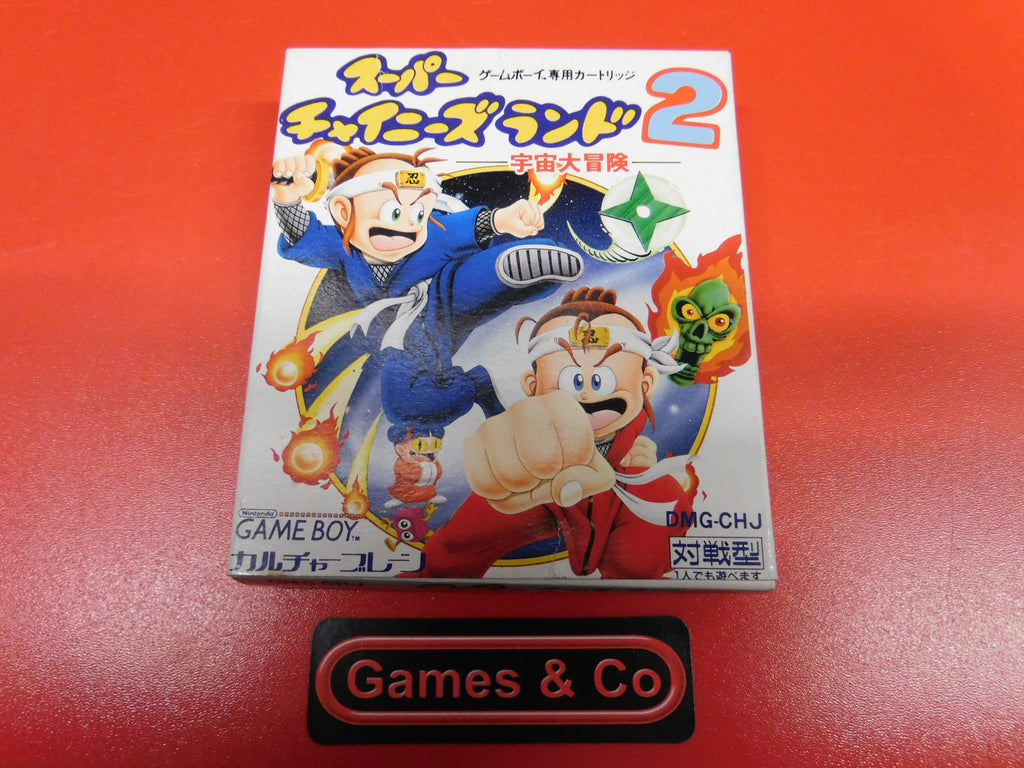 スーパー
ゲームボーイ™専用カートリッジ
チャイニーズランド2
宇宙大冒険
忍
忍
Nintendo
GAME BOY™
カルチャーブレーン
DMG-CHJ
対戦型
1人でも遊べます
Games & Co